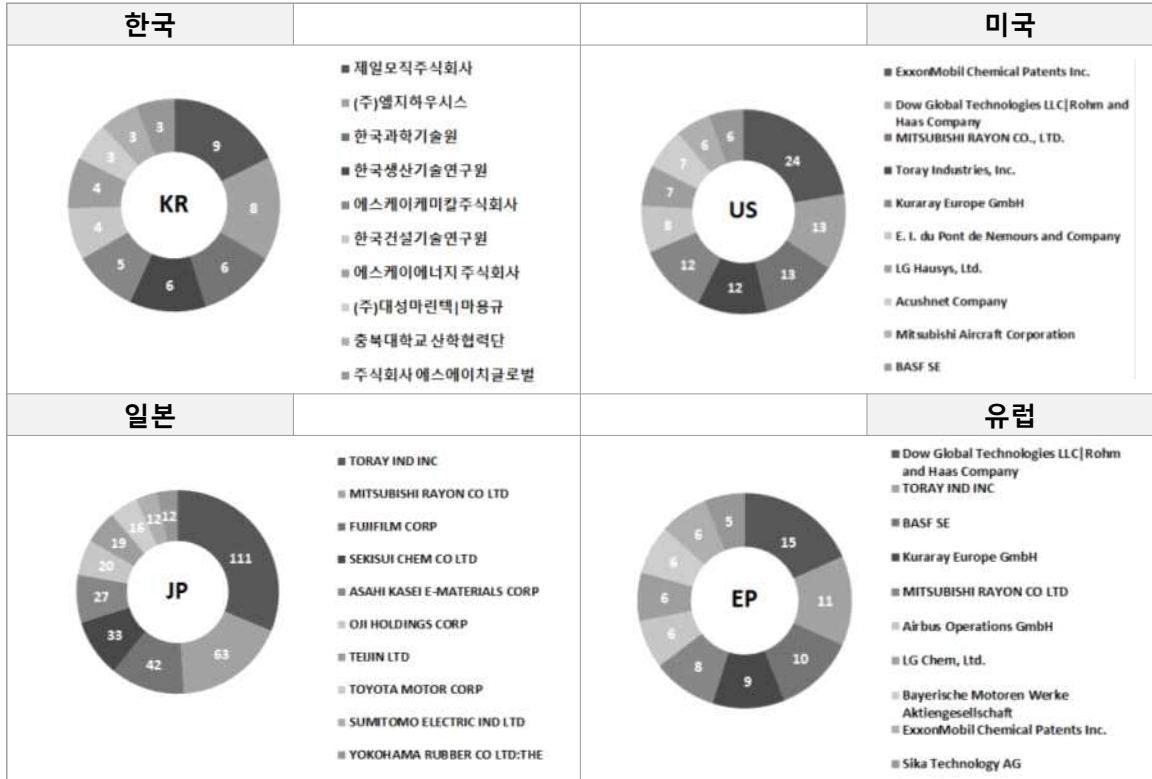 한국
미국
9
8
6
6
5
4
4
3
3
3
KR
제일모직주식회사
(주)엘지하우시스
한국과학기술원
한국생산기술연구원
에스케이케미칼주식회사
한국건설기술연구원
에스케이에너지 주식회사
(주)대성마린텍|마용규
충북대학교 산학협력단
주식회사 에스에이치글로벌
24
13
13
12
12
8
7
7
6
6
US
ExxonMobil Chemical Patents Inc.
Dow Global Technologies LLC|Rohm and
Haas Company
MITSUBISHI RAYON CO., LTD.
Toray Industries, Inc.
Kuraray Europe GmbH
E. I. du Pont de Nemours and Company
LG Hausys, Ltd.
Acushnet Company
Mitsubishi Aircraft Corporation
BASF SE
일본
유럽
111
63
42
33
27
20
19
16
12
12
JP
TORAY IND INC
MITSUBISHI RAYON CO LTD
FUJIFILM CORP
SEKISUI CHEM CO LTD
ASAHI KASEI E-MATERIALS CORP
OJI HOLDINGS CORP
TEIJIN LTD
TOYOTA MOTOR CORP
SUMITOMO ELECTRIC IND LTD
YOKOHAMA RUBBER CO LTD:THE
15
11
10
9
8
6
6
6
6
5
EP
Dow Global Technologies LLC|Rohm
and Haas Company
TORAY IND INC
BASF SE
Kuraray Europe GmbH
MITSUBISHI RAYON CO LTD
Airbus Operations GmbH
LG Chem, Ltd.
Bayerische Motoren Werke
Aktiengesellschaft
ExxonMobil Chemical Patents Inc.
Sika Technology AG